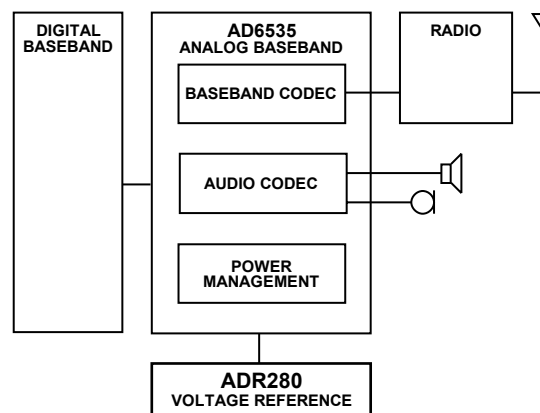 DIGITAL
BASEBAND
AD6535
ANALOG BASEBAND
BASEBAND CODEC
AUDIO CODEC
POWER
MANAGEMENT
RADIO
ADR280
VOLTAGE REFERENCE